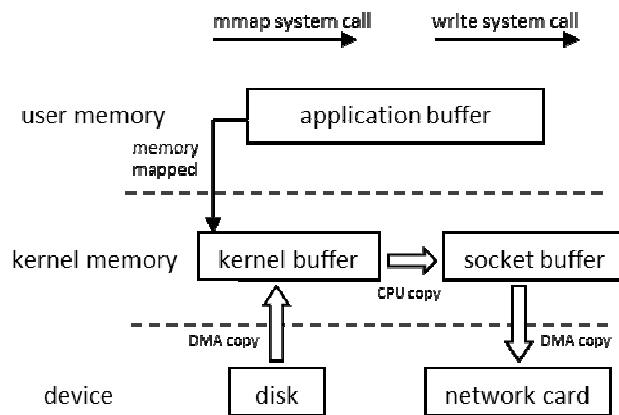 mmap system call
write system call
user memory
application buffer
memory
mapped
kernel memory
kernel buffer
socket buffer
CPU copy
DMA copy
DMA copy
device
disk
network card